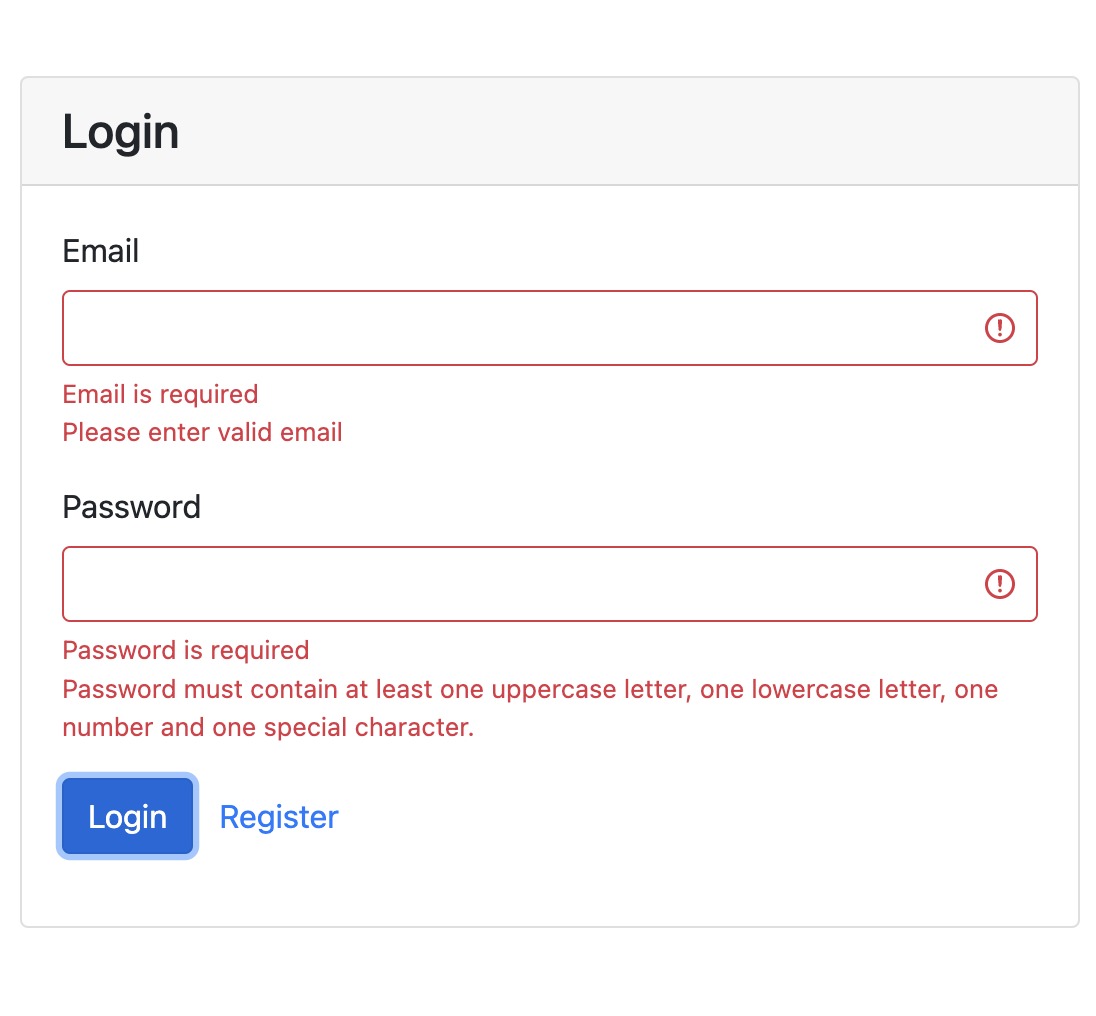 Login
Email
Email is required
Please enter valid email
Password
Password is required
Password must contain at least one uppercase letter, one lowercase letter, one
number and one special character.
Login Register